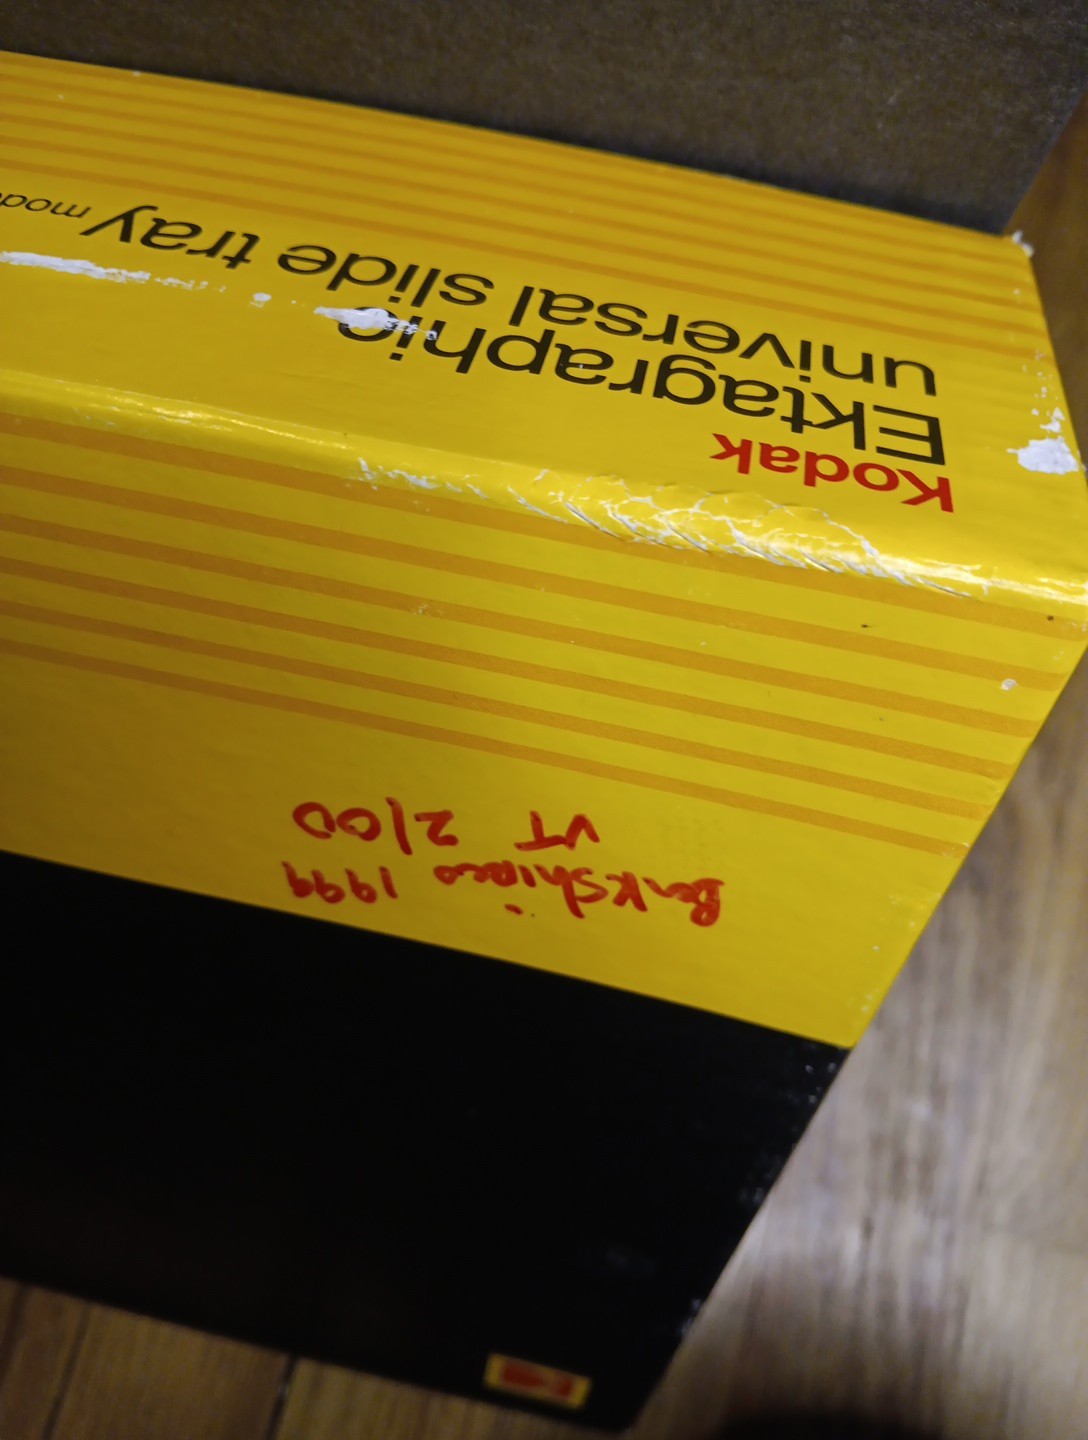 Kodak
Ektagraphic
universal slide tray
Berkshires 1999
VT 2/00